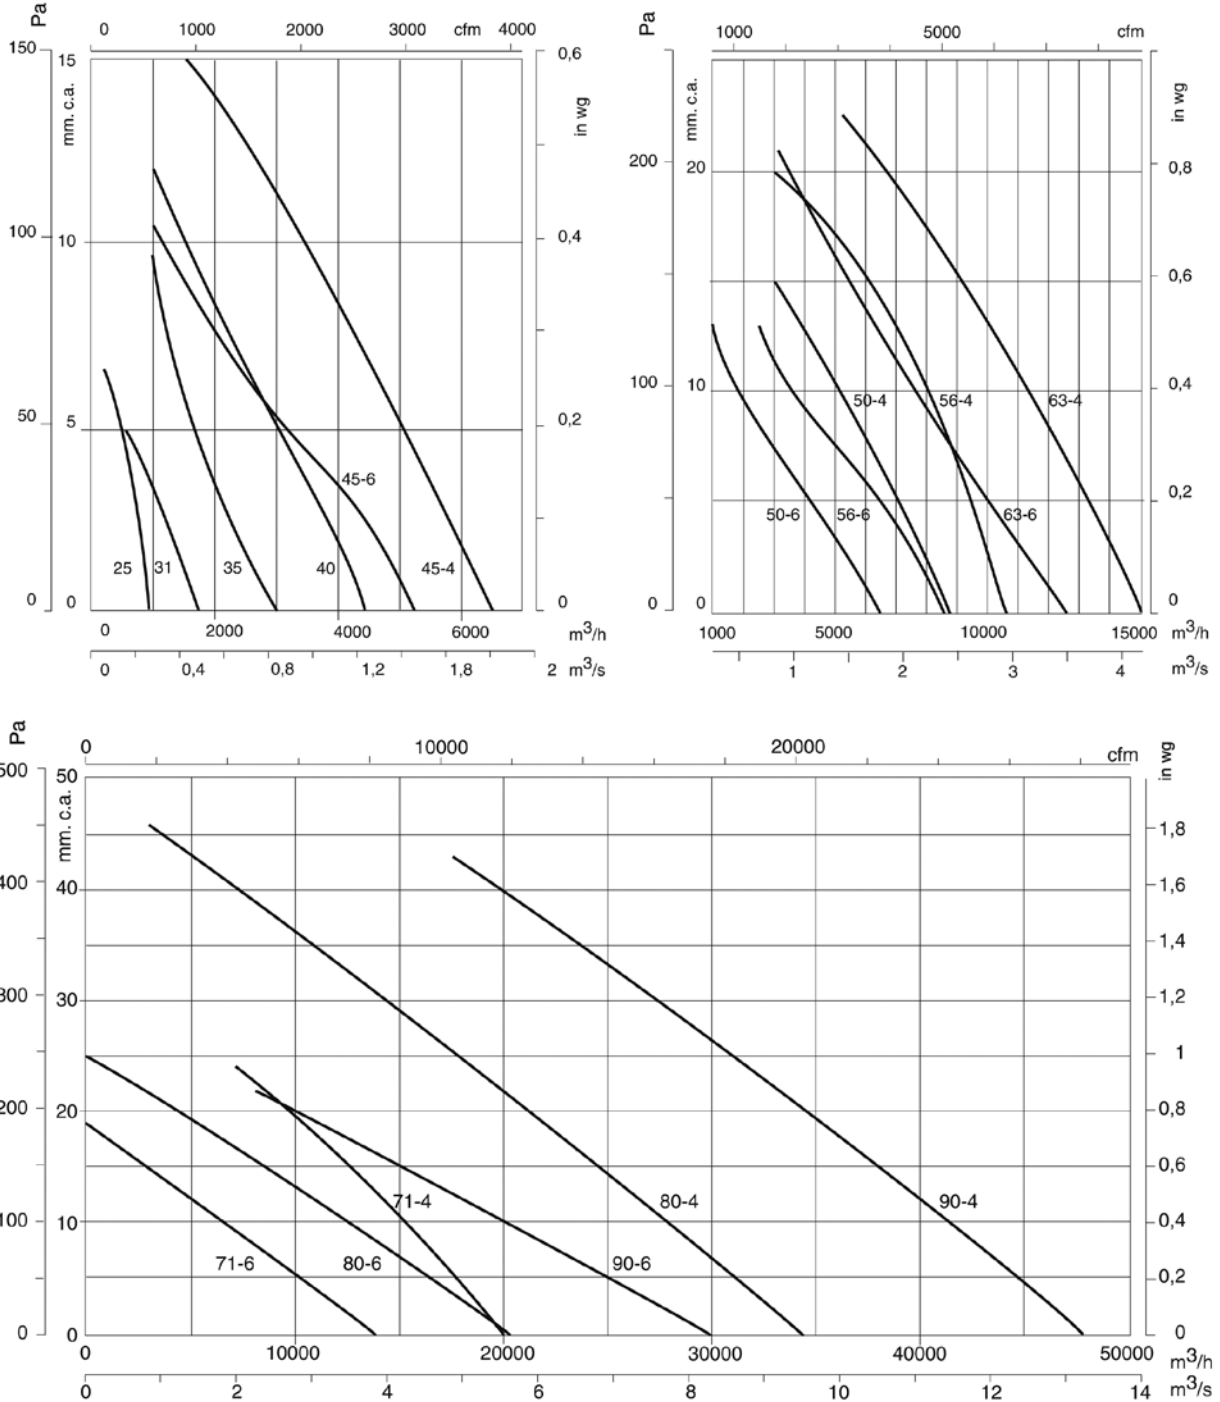 Pa
0 1000 2000 3000 cfm 4000
150 15 0,6
mm. c.a.
in wg
100 10 0,4
50 5 0,2
45-6
25 31 35 40 45-4
0 0 0
0 2000 4000 6000 m³/h
0 0,4 0,8 1,2 1,8 2 m³/s
Pa
1000 5000 cfm
mm. c.a.
in wg
200 20 0,8
0,6
100 10 0,4
50-4 56-4 63-4
0,2
50-6 56-6 63-6
0 0 0
1000 5000 10000 15000 m³/h
1 2 3 4 m³/s
Pa
0 10000 20000 cfm
in wg
500 50
mm. c.a.
1,8
400 40 1,6
1,4
300 30 1,2
1
200 20 0,8
0,6
71-4 80-4 90-4
100 10 0,4
71-6 80-6 90-6
0,2
0 0 0
0 10000 20000 30000 40000 50000 m³/h
0 2 4 6 8 10 12 14 m³/s